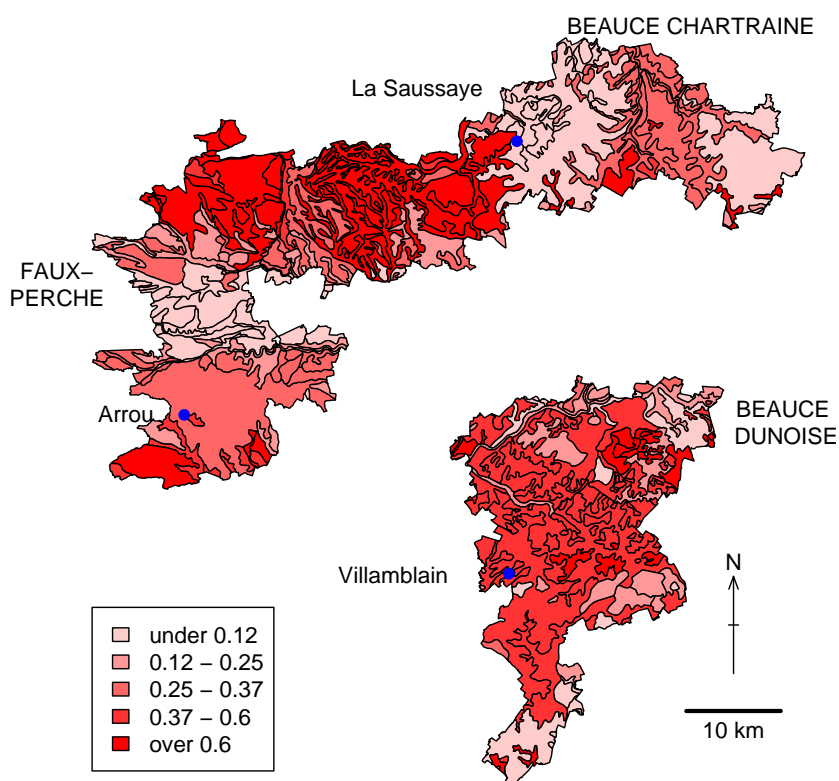 BEAUCE CHARTRAINE
La Saussaye
FAUX−
PERCHE
Arrou
BEAUCE
DUNOISE
Villamblain
N
under 0.12
0.12 − 0.25
0.25 − 0.37
0.37 − 0.6
over 0.6
10 km